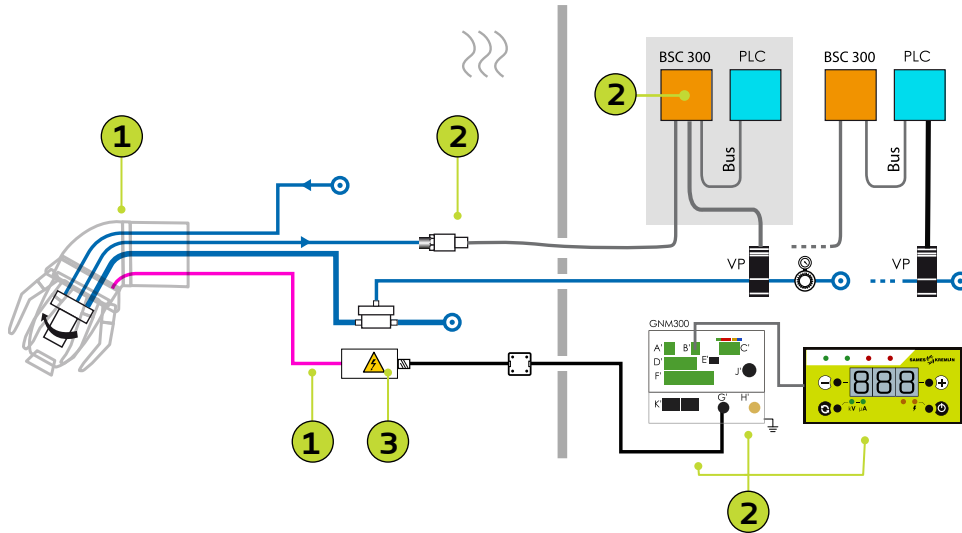 BSC 300 PLC
BSC 300 PLC
2
1
2
Bus
Bus
VP
VP
GNM300
A' B' C'
D' E'
F' J'
K' G' H'
SAMES KREMLIN
888
kV µA
1
3
2